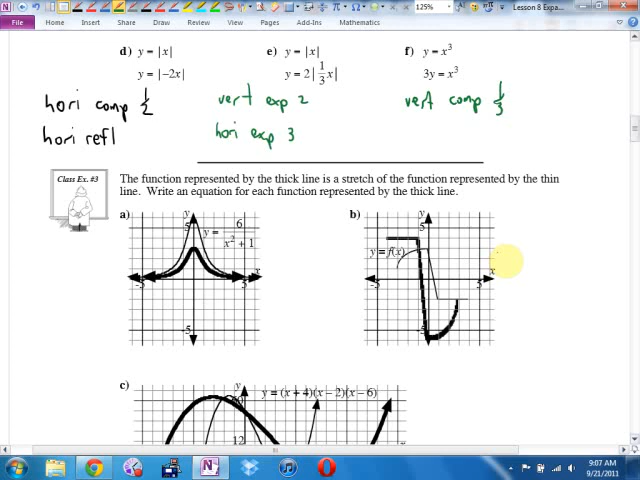 125%
Lesson 8 Expa
File
Home
Insert
Share
Draw
Review
View
Add-Ins
Mathematics
d) y = |x|
e) y = |x|
f) y = x³
y = |−2x|
y = 2|1/3 x|
3y = x³
hori comp 1/2
vert exp 2
vert comp 1/3
hori refl
hori exp 3
Class Ex. #3
The function represented by the thick line is a stretch of the function represented by the thin
line. Write an equation for each function represented by the thick line.
a)
b)
y
5
y = 6/(x² + 1)
x
-5
5
-5
y
5
y = f(x)
x
-5
5
-5
c)
y
y = (x + 4)(x − 2)(x − 6)
12
x
9:07 AM
9/21/2011